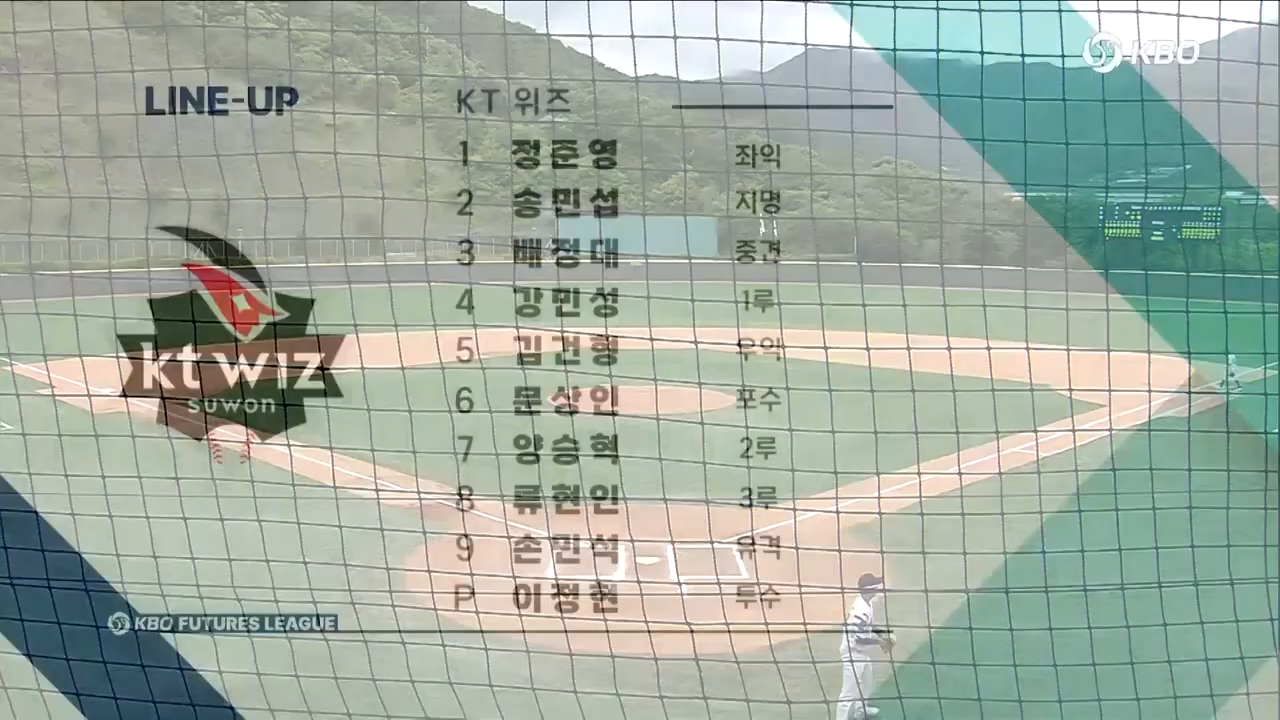 KBO
LINE-UP
KT 위즈
1 정준영 좌익
2 송민섭 지명
3 배정대 중견
4 강민성 1루
5 김건형 우익
6 문상인 포수
7 양승혁 2루
8 류현인 3루
9 손민석 유격
P 이정현 투수
kt wiz
suwon
KBO FUTURES LEAGUE